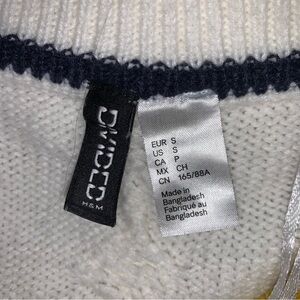 DIVIDED
H&M
EUR S
US S
CA P
MX CH
CN 165/88A
Made in
Bangladesh
Fabriqué au
Bangladesh